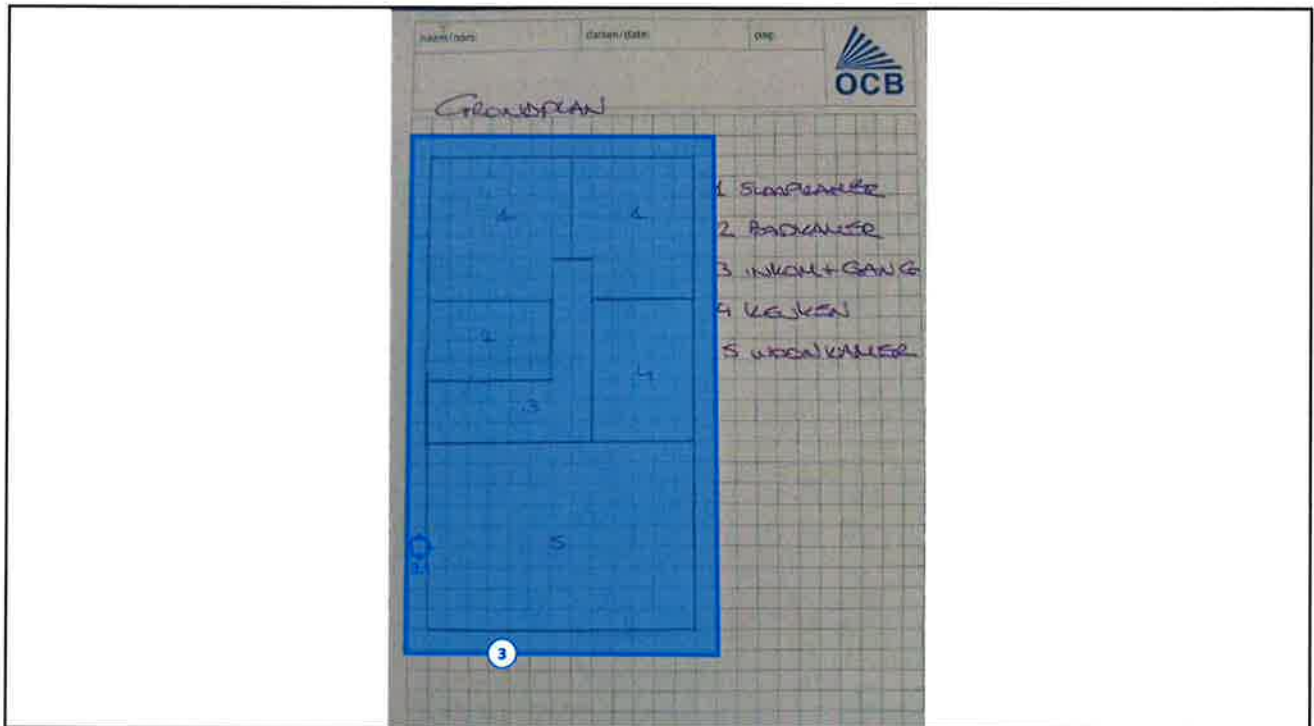 naam/nom:
datum/date:
pag.
OCB
GRONDPLAN
1 SLAAPKAMER
2 BADKAMER
3 INKOM+GANG
4 KEUKEN
5 WOONKAMER
1
1
2
4
3
5
3